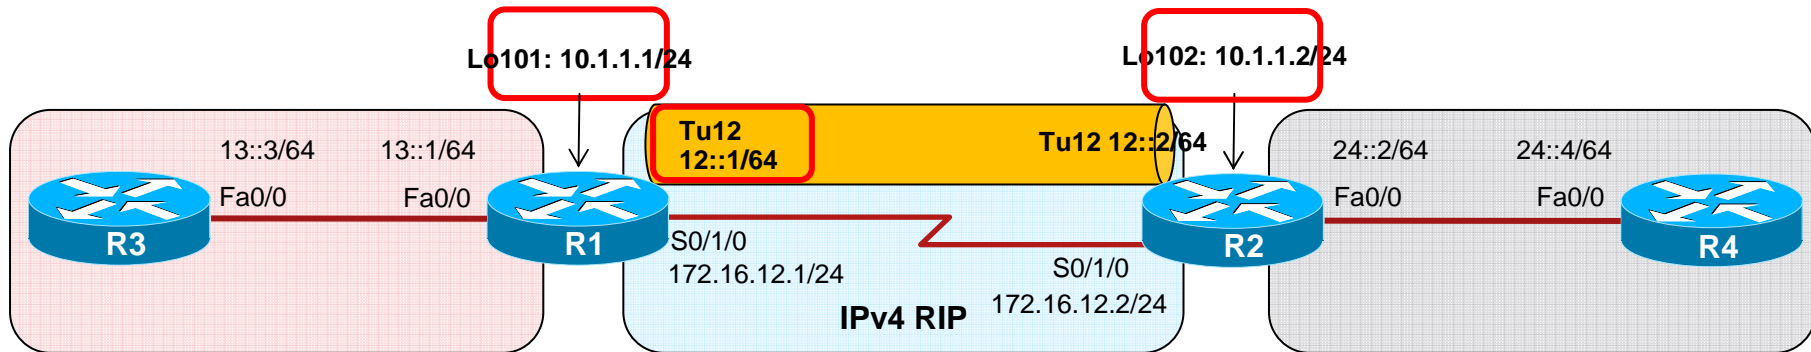 Lo101: 10.1.1.1/24
Lo102: 10.1.1.2/24
Tu12
12::1/64
Tu12 12::2/64
13::3/64
13::1/64
24::2/64
24::4/64
Fa0/0
Fa0/0
Fa0/0
Fa0/0
R3
R1
R2
R4
S0/1/0
172.16.12.1/24
S0/1/0
172.16.12.2/24
IPv4 RIP